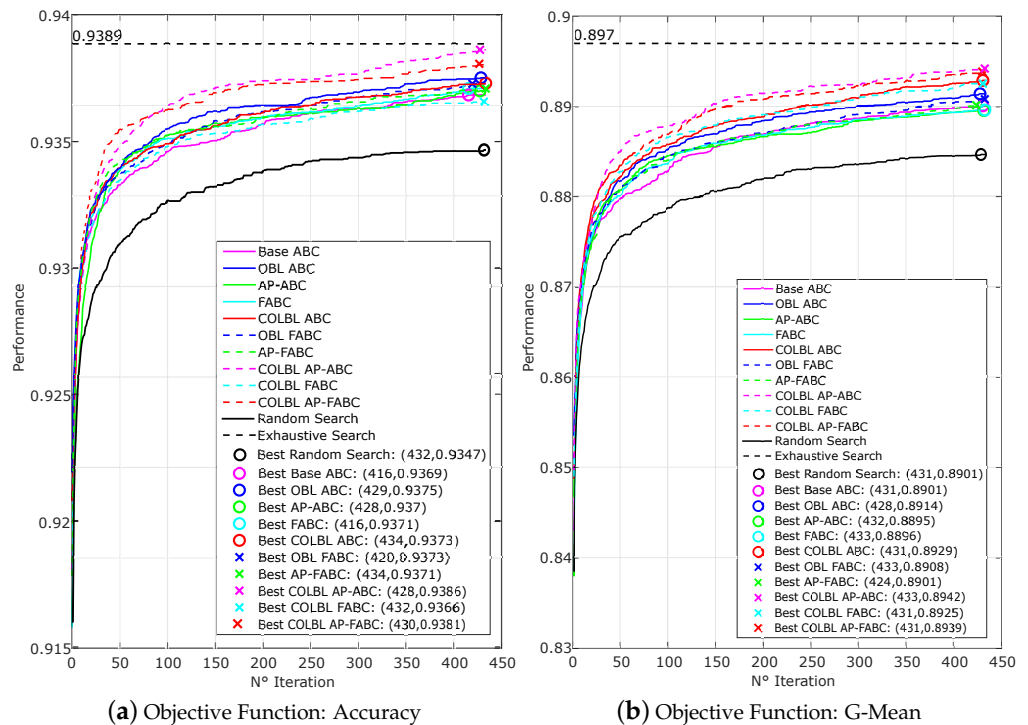 0.94
0.935
0.93
0.925
0.92
0.915
0.9389
Performance
Base ABC
OBL ABC
AP-ABC
FABC
COLBL ABC
OBL FABC
AP-FABC
COLBL AP-ABC
COLBL FABC
COLBL AP-FABC
Random Search
Exhaustive Search
Best Random Search: (432,0.9347)
Best Base ABC: (416,0.9369)
Best OBL ABC: (429,0.9375)
Best AP-ABC: (428,0.937)
Best FABC: (416,0.9371)
Best COLBL ABC: (434,0.9373)
Best OBL FABC: (420,0.9373)
Best AP-FABC: (434,0.9371)
Best COLBL AP-ABC: (428,0.9386)
Best COLBL FABC: (432,0.9366)
Best COLBL AP-FABC: (430,0.9381)
0 50 100 150 200 250 300 350 400 450
N° Iteration
(a) Objective Function: Accuracy
0.9
0.89
0.88
0.87
0.86
0.85
0.84
0.83
0.897
Performance
Base ABC
OBL ABC
AP-ABC
FABC
COLBL ABC
OBL FABC
AP-FABC
COLBL AP-ABC
COLBL FABC
COLBL AP-FABC
Random Search
Exhaustive Search
Best Random Search: (431,0.8901)
Best Base ABC: (431,0.8901)
Best OBL ABC: (428,0.8914)
Best AP-ABC: (432,0.8895)
Best FABC: (433,0.8896)
Best COLBL ABC: (431,0.8929)
Best OBL FABC: (433,0.8908)
Best AP-FABC: (424,0.8901)
Best COLBL AP-ABC: (433,0.8942)
Best COLBL FABC: (431,0.8925)
Best COLBL AP-FABC: (431,0.8939)
0 50 100 150 200 250 300 350 400 450
N° Iteration
(b) Objective Function: G-Mean